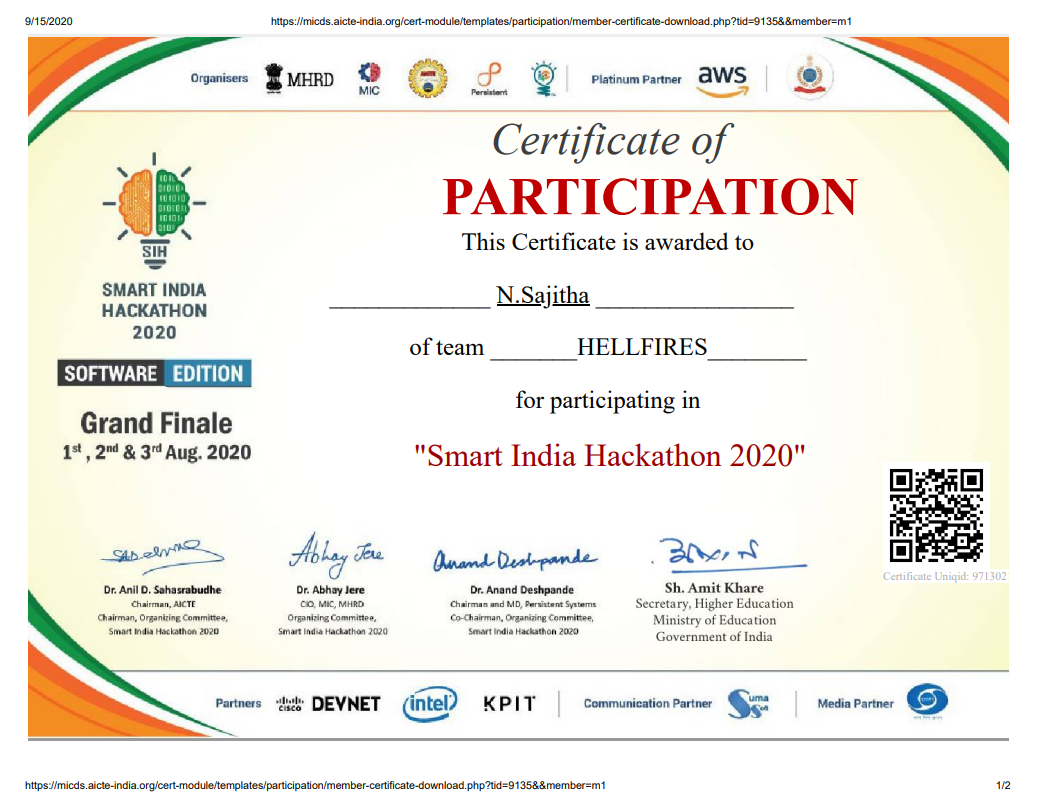 9/15/2020 https://micds.aicte-india.org/cert-module/templates/participation/member-certificate-download.php?tid=9135&&member=m1
Organisers MHRD MIC Persistent Platinum Partner aws
Certificate of
PARTICIPATION
This Certificate is awarded to
_____________ N.Sajitha ________________
of team _______HELLFIRES________
for participating in
"Smart India Hackathon 2020"
SIH
SMART INDIA
HACKATHON
2020
SOFTWARE EDITION
Grand Finale
1st , 2nd & 3rd Aug. 2020
Certificate Uniqid: 971302
Abhay Jere
Anand Deshpande
Dr. Anil D. Sahasrabudhe
Chairman, AICTE
Chairman, Organizing Committee,
Smart India Hackathon 2020
Dr. Abhay Jere
CIO, MIC, MHRD
Organizing Committee,
Smart India Hackathon 2020
Dr. Anand Deshpande
Chairman and MD, Persistent Systems
Co-Chairman, Organizing Committee,
Smart India Hackathon 2020
Sh. Amit Khare
Secretary, Higher Education
Ministry of Education
Government of India
Partners CISCO DEVNET intel KPIT Communication Partner Suma Soft Media Partner
https://micds.aicte-india.org/cert-module/templates/participation/member-certificate-download.php?tid=9135&&member=m1 1/2